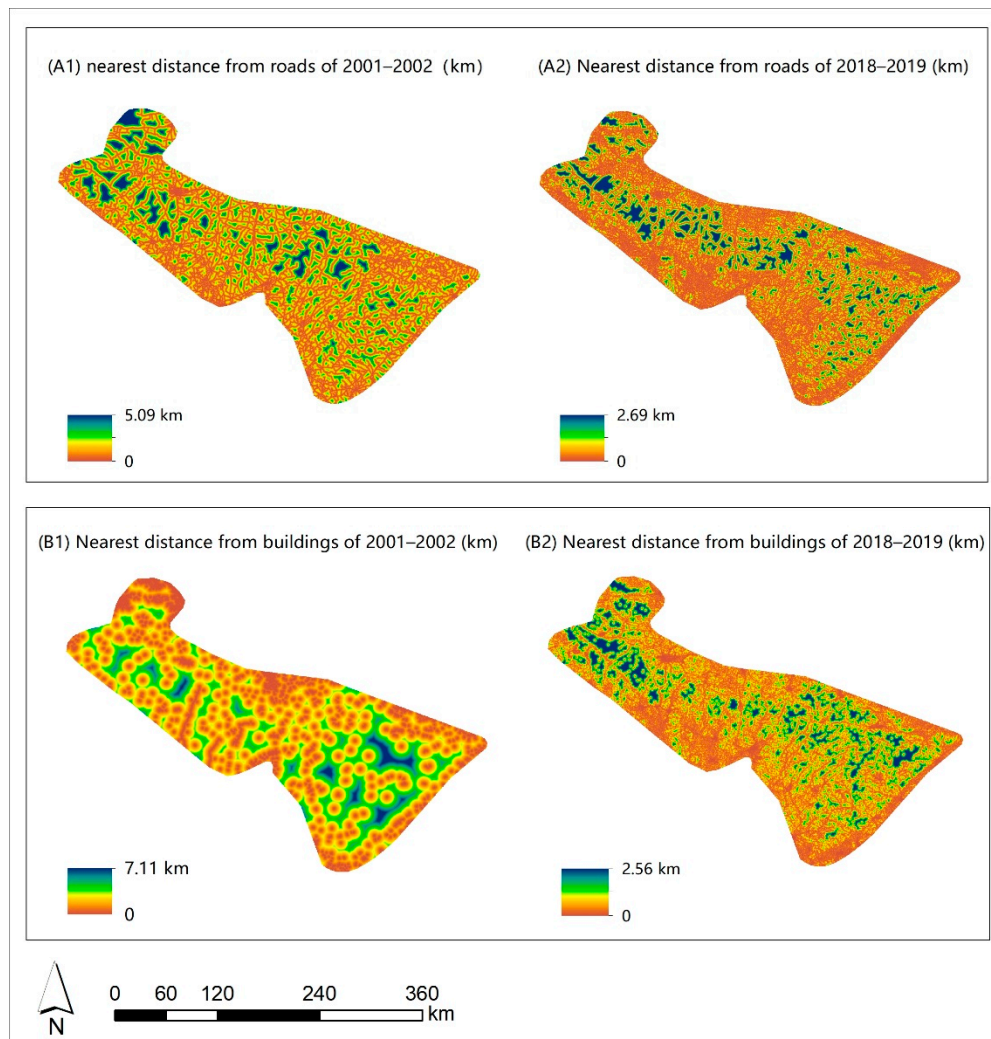 (A1) nearest distance from roads of 2001–2002 (km)
(A2) Nearest distance from roads of 2018–2019 (km)
5.09 km
0
2.69 km
0
(B1) Nearest distance from buildings of 2001–2002 (km)
(B2) Nearest distance from buildings of 2018–2019 (km)
7.11 km
0
2.56 km
0
N
0 60 120 240 360
km